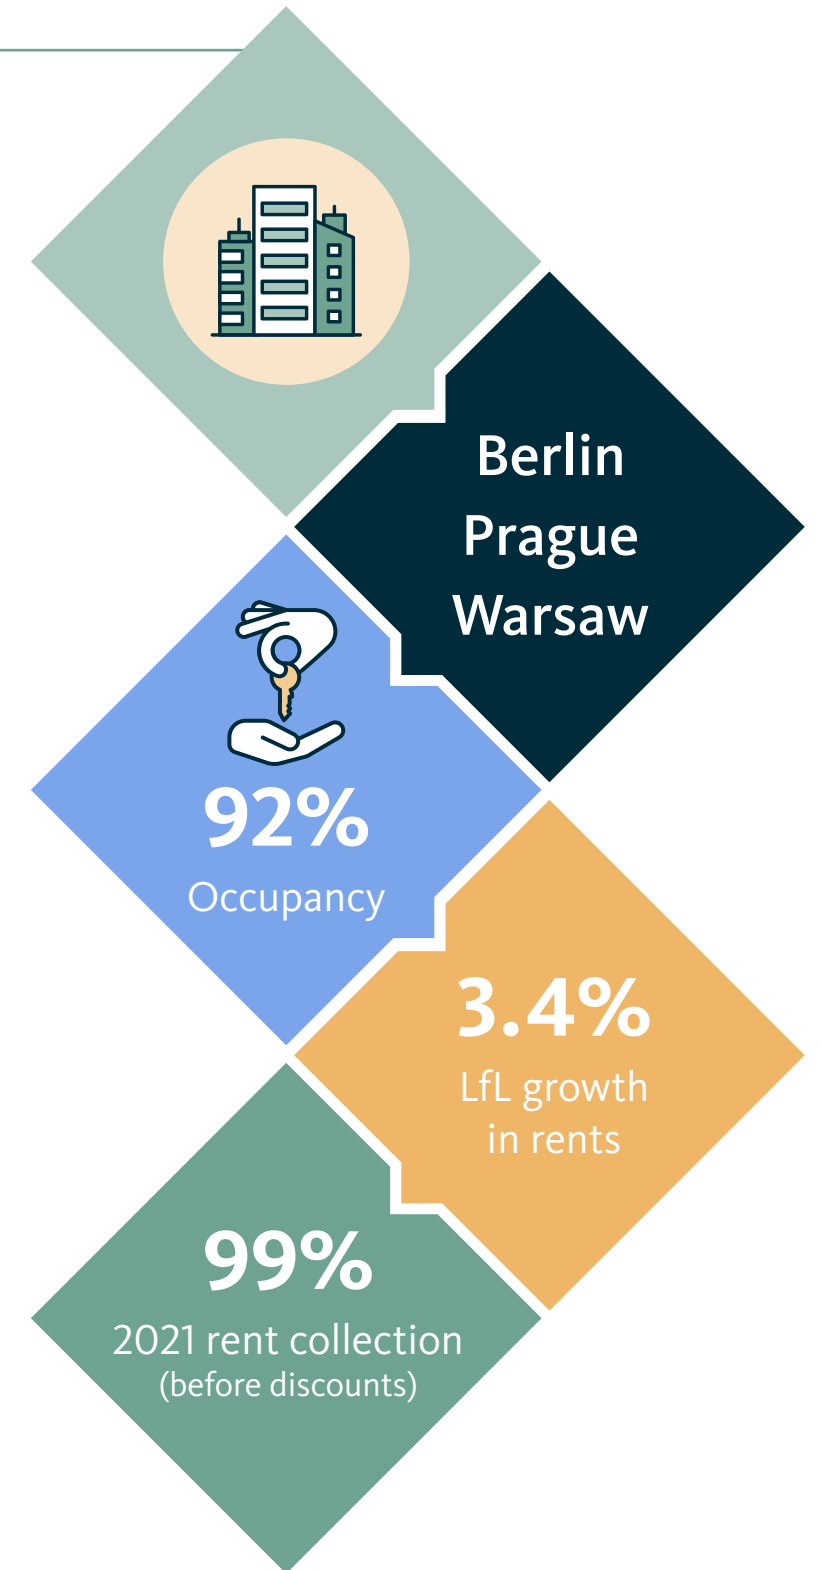 Berlin
Prague
Warsaw
92%
Occupancy
3.4%
LfL growth
in rents
99%
2021 rent collection
(before discounts)